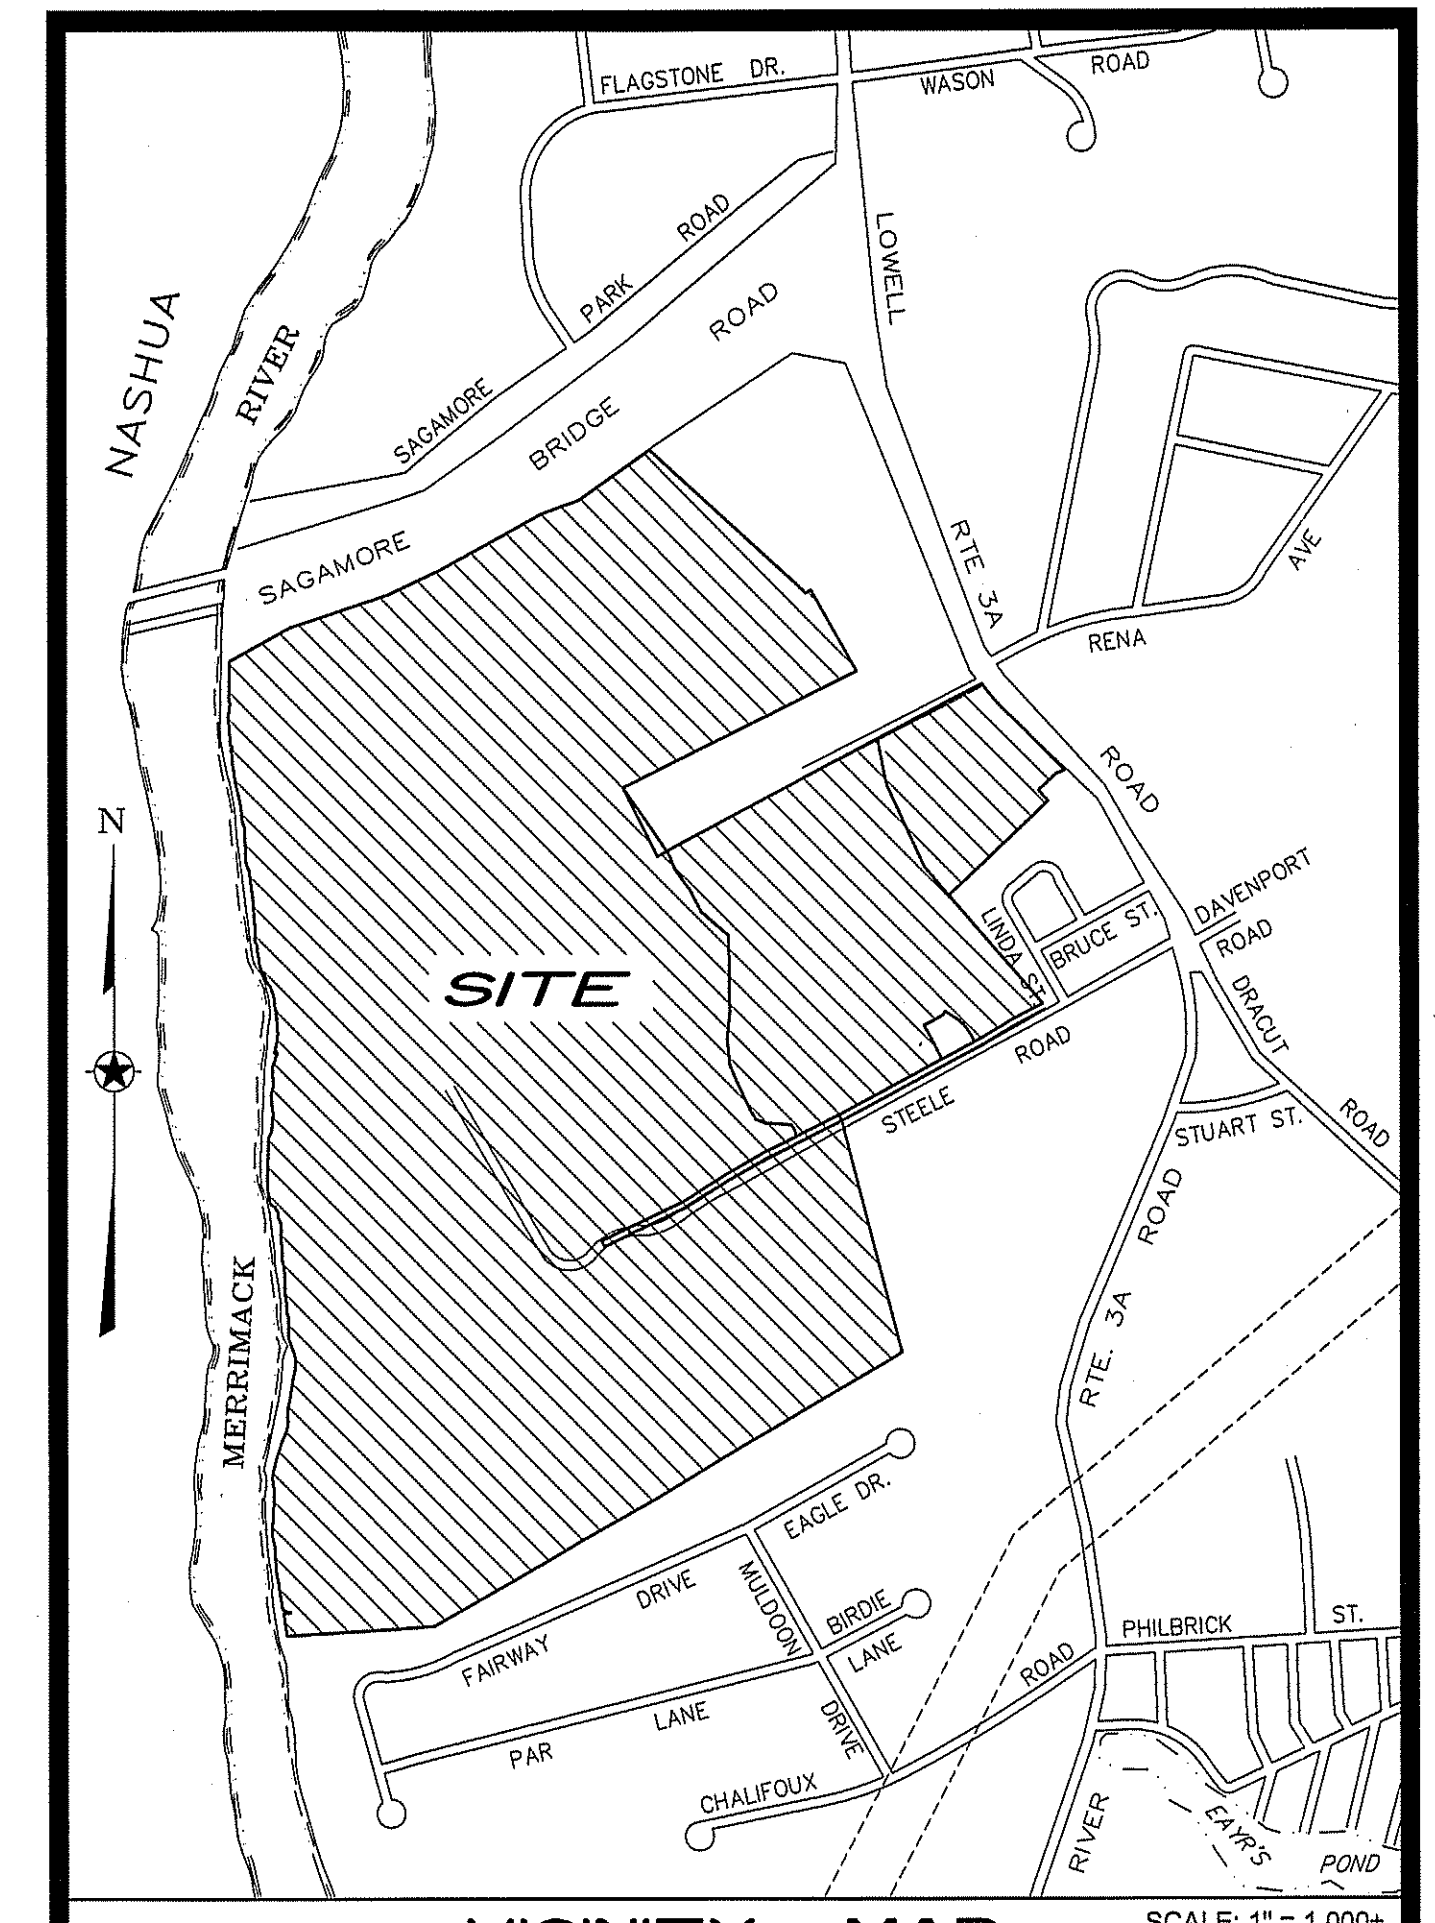 FLAGSTONE DR.
WASON ROAD
PARK ROAD
SAGAMORE
SAGAMORE BRIDGE ROAD
LOWELL
RTE 3A
ROAD
NASHUA
RIVER
RENA AVE
N
SITE
LINDA ST.
BRUCE ST.
DAVENPORT
ROAD
DRACUT ROAD
STEELE ROAD
STUART ST.
RTE. 3A
ROAD
MERRIMACK
EAGLE DR.
FAIRWAY DRIVE
MULDOON DRIVE
BIRDIE
LANE
PAR LANE
CHALIFOUX ROAD
PHILBRICK ST.
RIVER
EAYR'S
POND
VICINITY MAP
SCALE: 1" = 1,000±